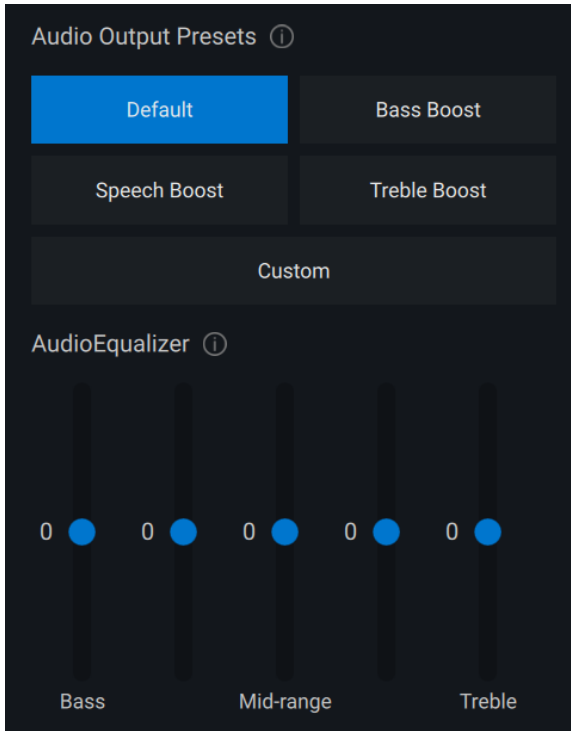 Audio Output Presets
Default Bass Boost
Speech Boost Treble Boost
Custom
AudioEqualizer
0 0 0 0 0
Bass Mid-range Treble